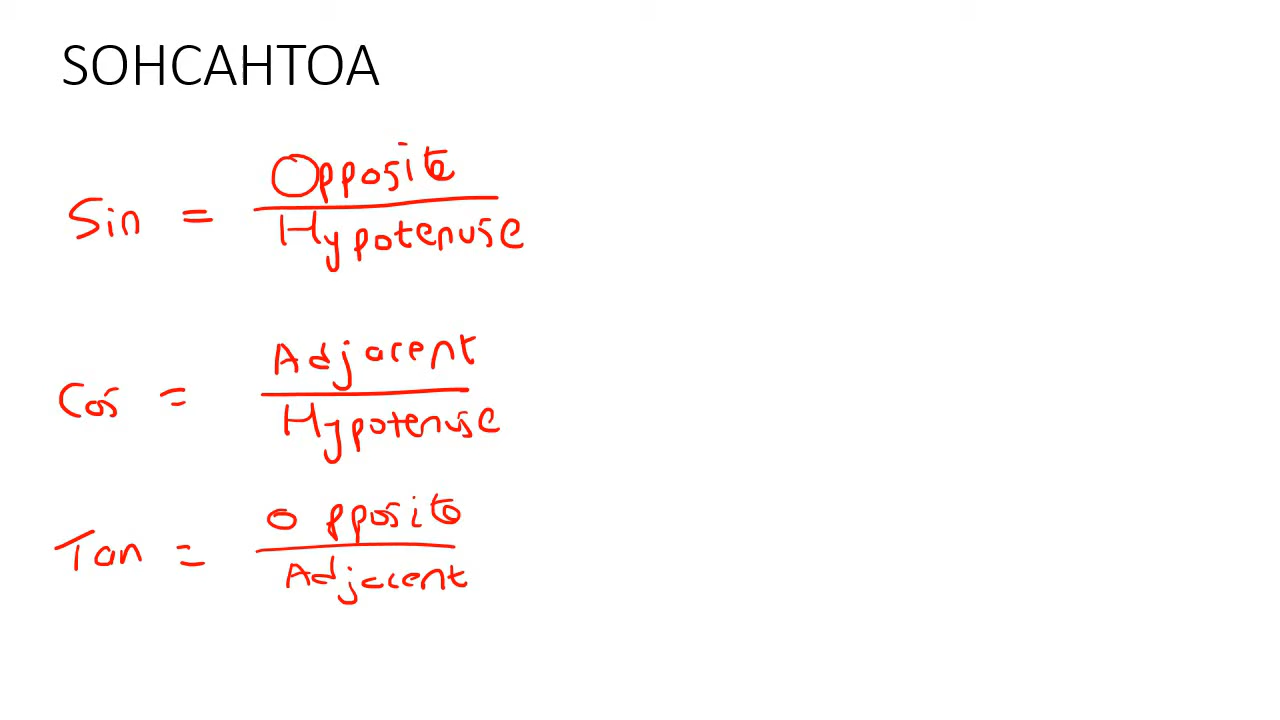 SOHCAHTOA
Opposite
Sin =
Hypotenuse
Adjacent
Cos =
Hypotenuse
Opposite
Tan =
Adjacent